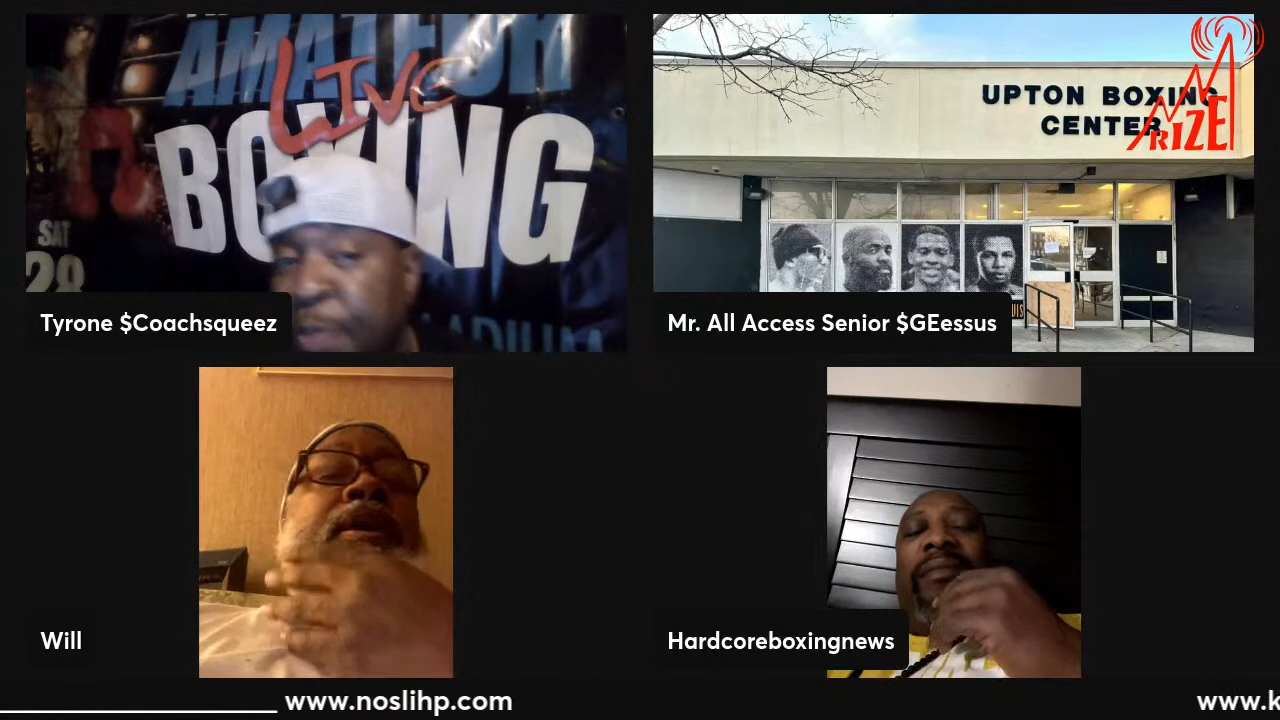 AMATEUR
LIVE
BOXING
SAT
28
Tyrone $Coachsqueez
UPTON BOXING
CENTER
RIZE
Mr. All Access Senior $GEessus
Will
Hardcoreboxingnews
www.noslihp.com
www.k